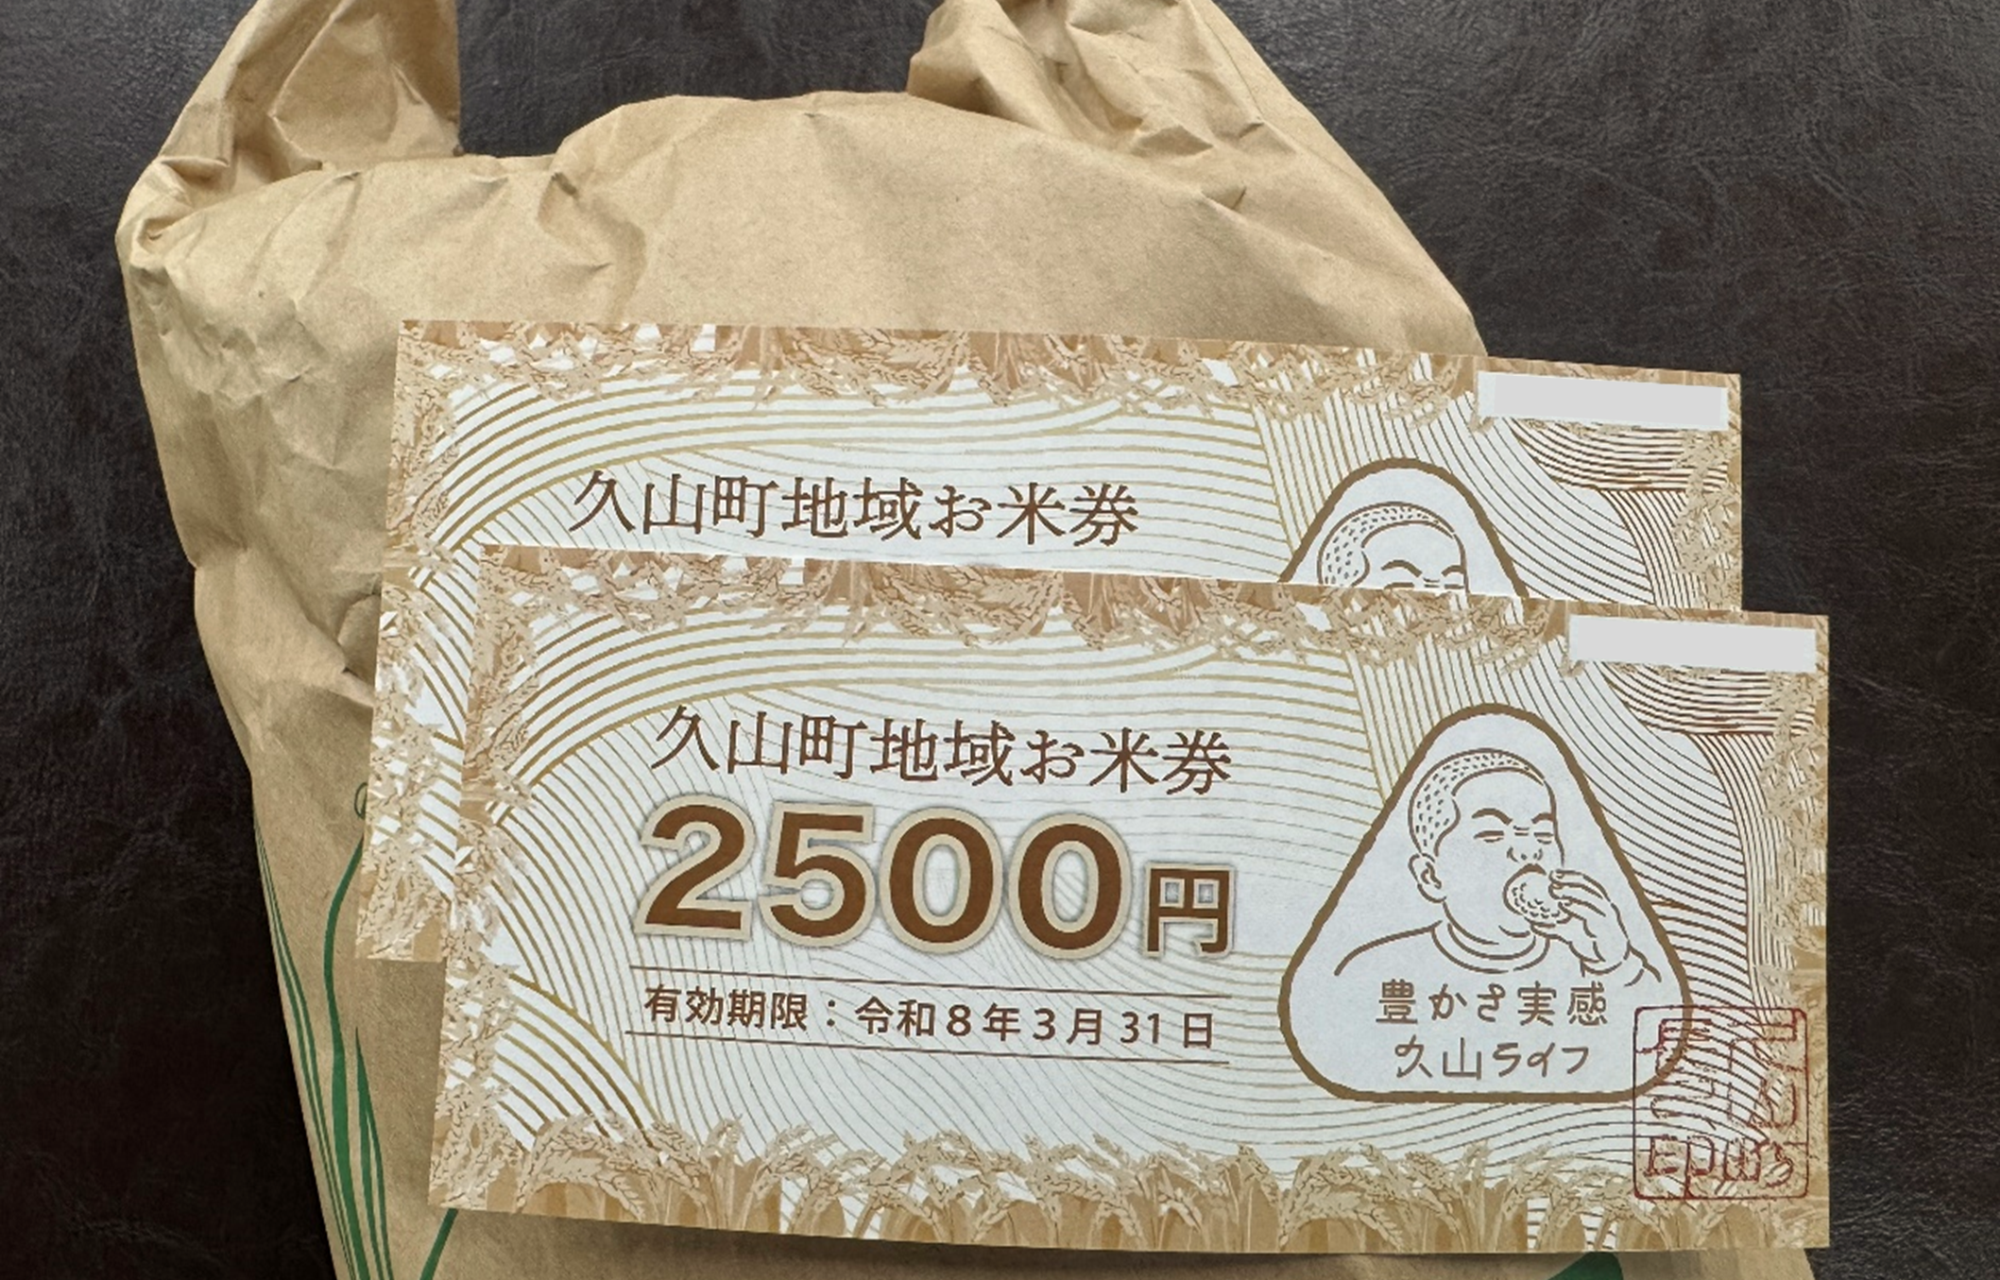 久山町地域お米券
久山町地域お米券
2500円
有効期限：令和8年3月31日
豊かさ実感
久山ライフ